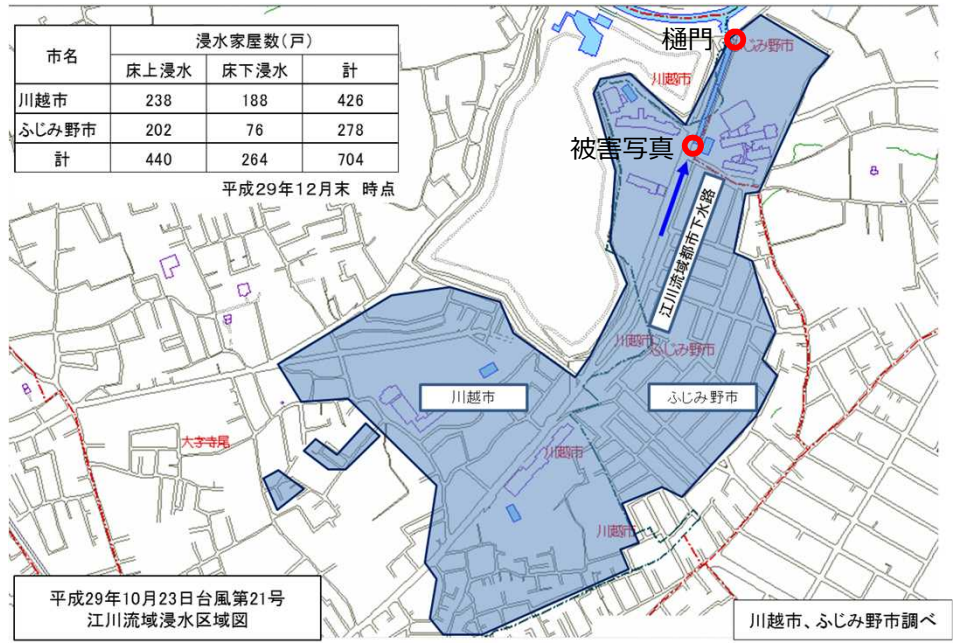 市名 浸水家屋数(戸)
床上浸水 床下浸水 計
川越市 238 188 426
ふじみ野市 202 76 278
計 440 264 704
平成29年12月末 時点
樋門
ふじみ野市
川越市
被害写真
江川流域都市下水路
川越市
ふじみ野市
川越市
ふじみ野市
大字寺尾
川越市
川越市
平成29年10月23日台風第21号
江川流域浸水区域図
川越市、ふじみ野市調べ